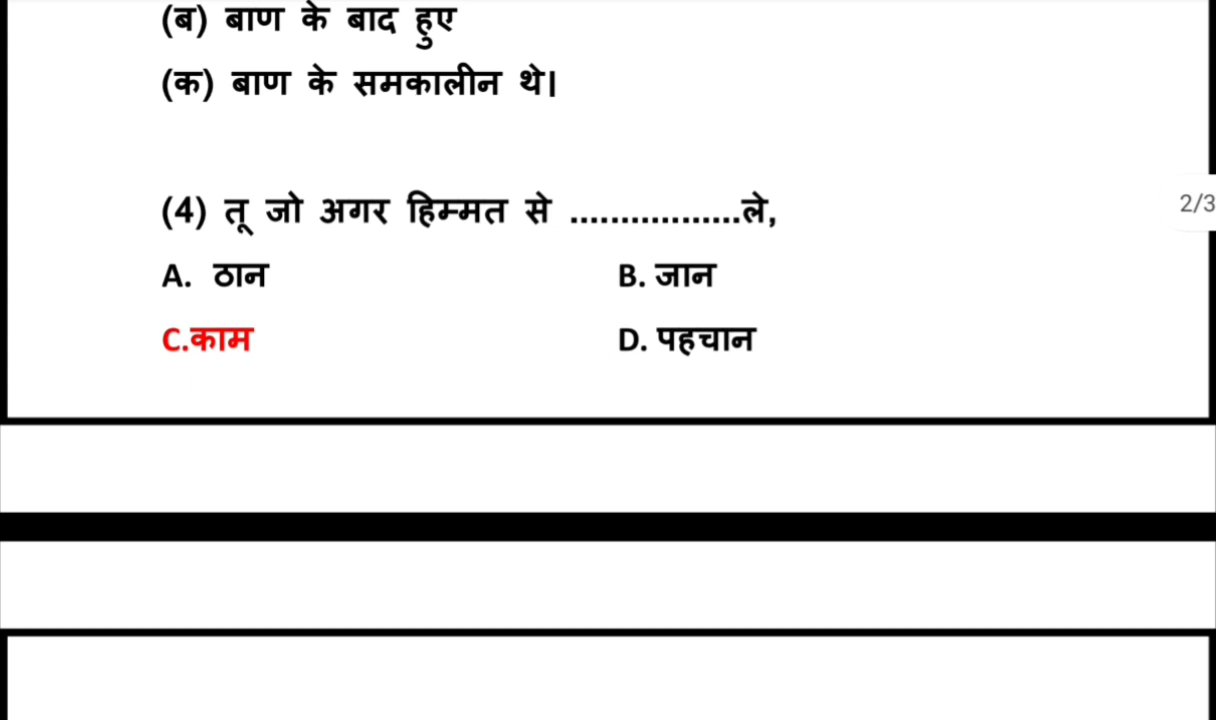 (ब) बाण के बाद हुए
(क) बाण के समकालीन थे।
(4) तू जो अगर हिम्मत से .................ले,
2/3
A. ठान B. जान
C.काम D. पहचान